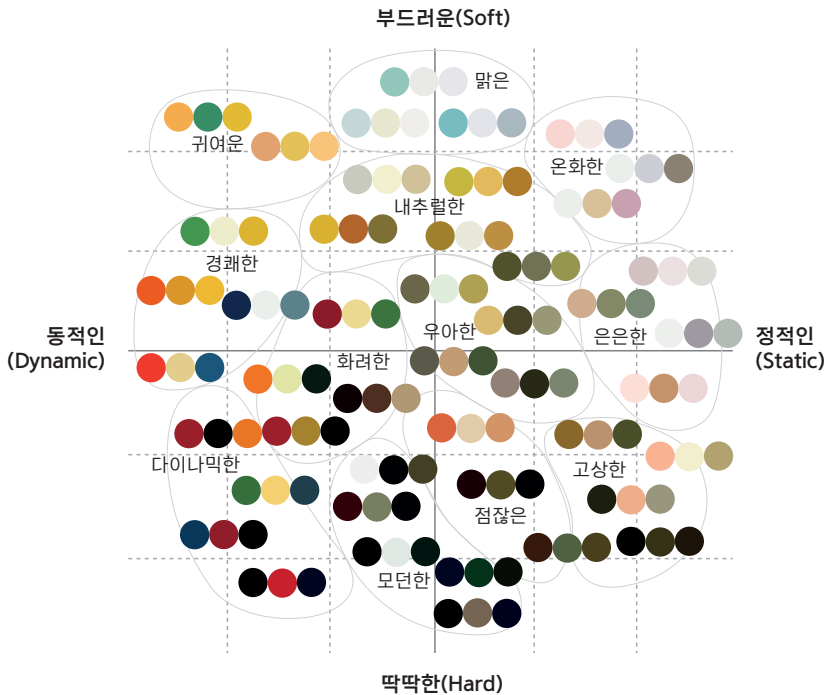 부드러운(Soft)
맑은
귀여운
온화한
내추럴한
경쾌한
동적인
(Dynamic)
우아한
은은한
정적인
(Static)
화려한
다이나믹한
고상한
점잖은
모던한
딱딱한(Hard)